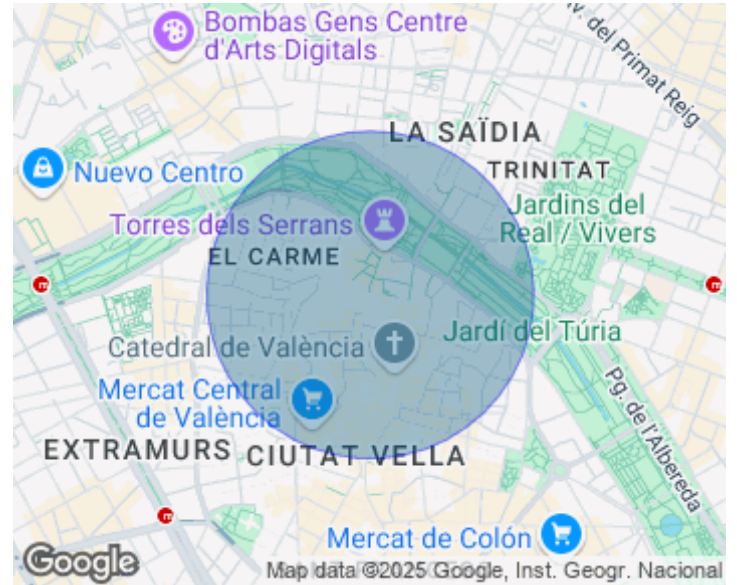 Bombas Gens Centre
d'Arts Digitals
Av. del Primat Reig
LA SAÏDIA
Nuevo Centro
TRINITAT
Torres dels Serrans
Jardins del
Real / Vivers
EL CARME
Jardí del Túria
Catedral de València
Mercat Central
de València
Pg. de l'Albereda
EXTRAMURS
CIUTAT VELLA
Mercat de Colón
Google
Map data ©2025 Google, Inst. Geogr. Nacional